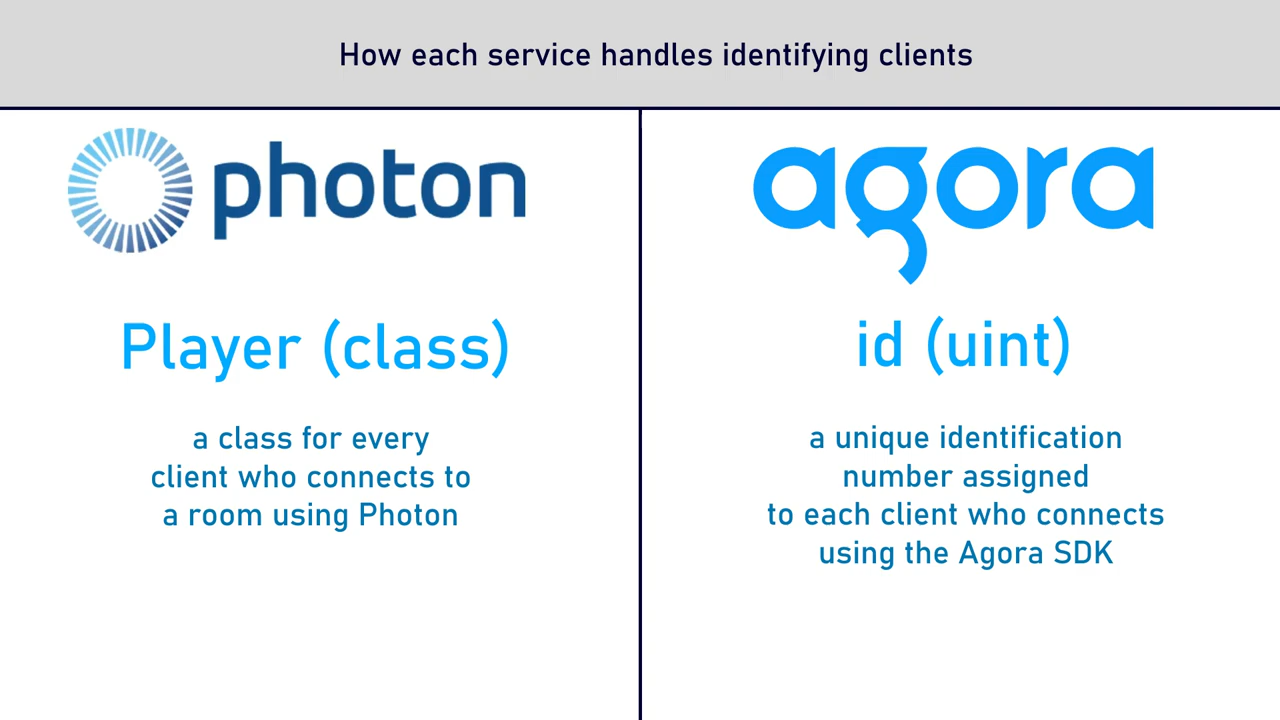 How each service handles identifying clients
photon
Player (class)
a class for every
client who connects to
a room using Photon
agora
id (uint)
a unique identification
number assigned
to each client who connects
using the Agora SDK